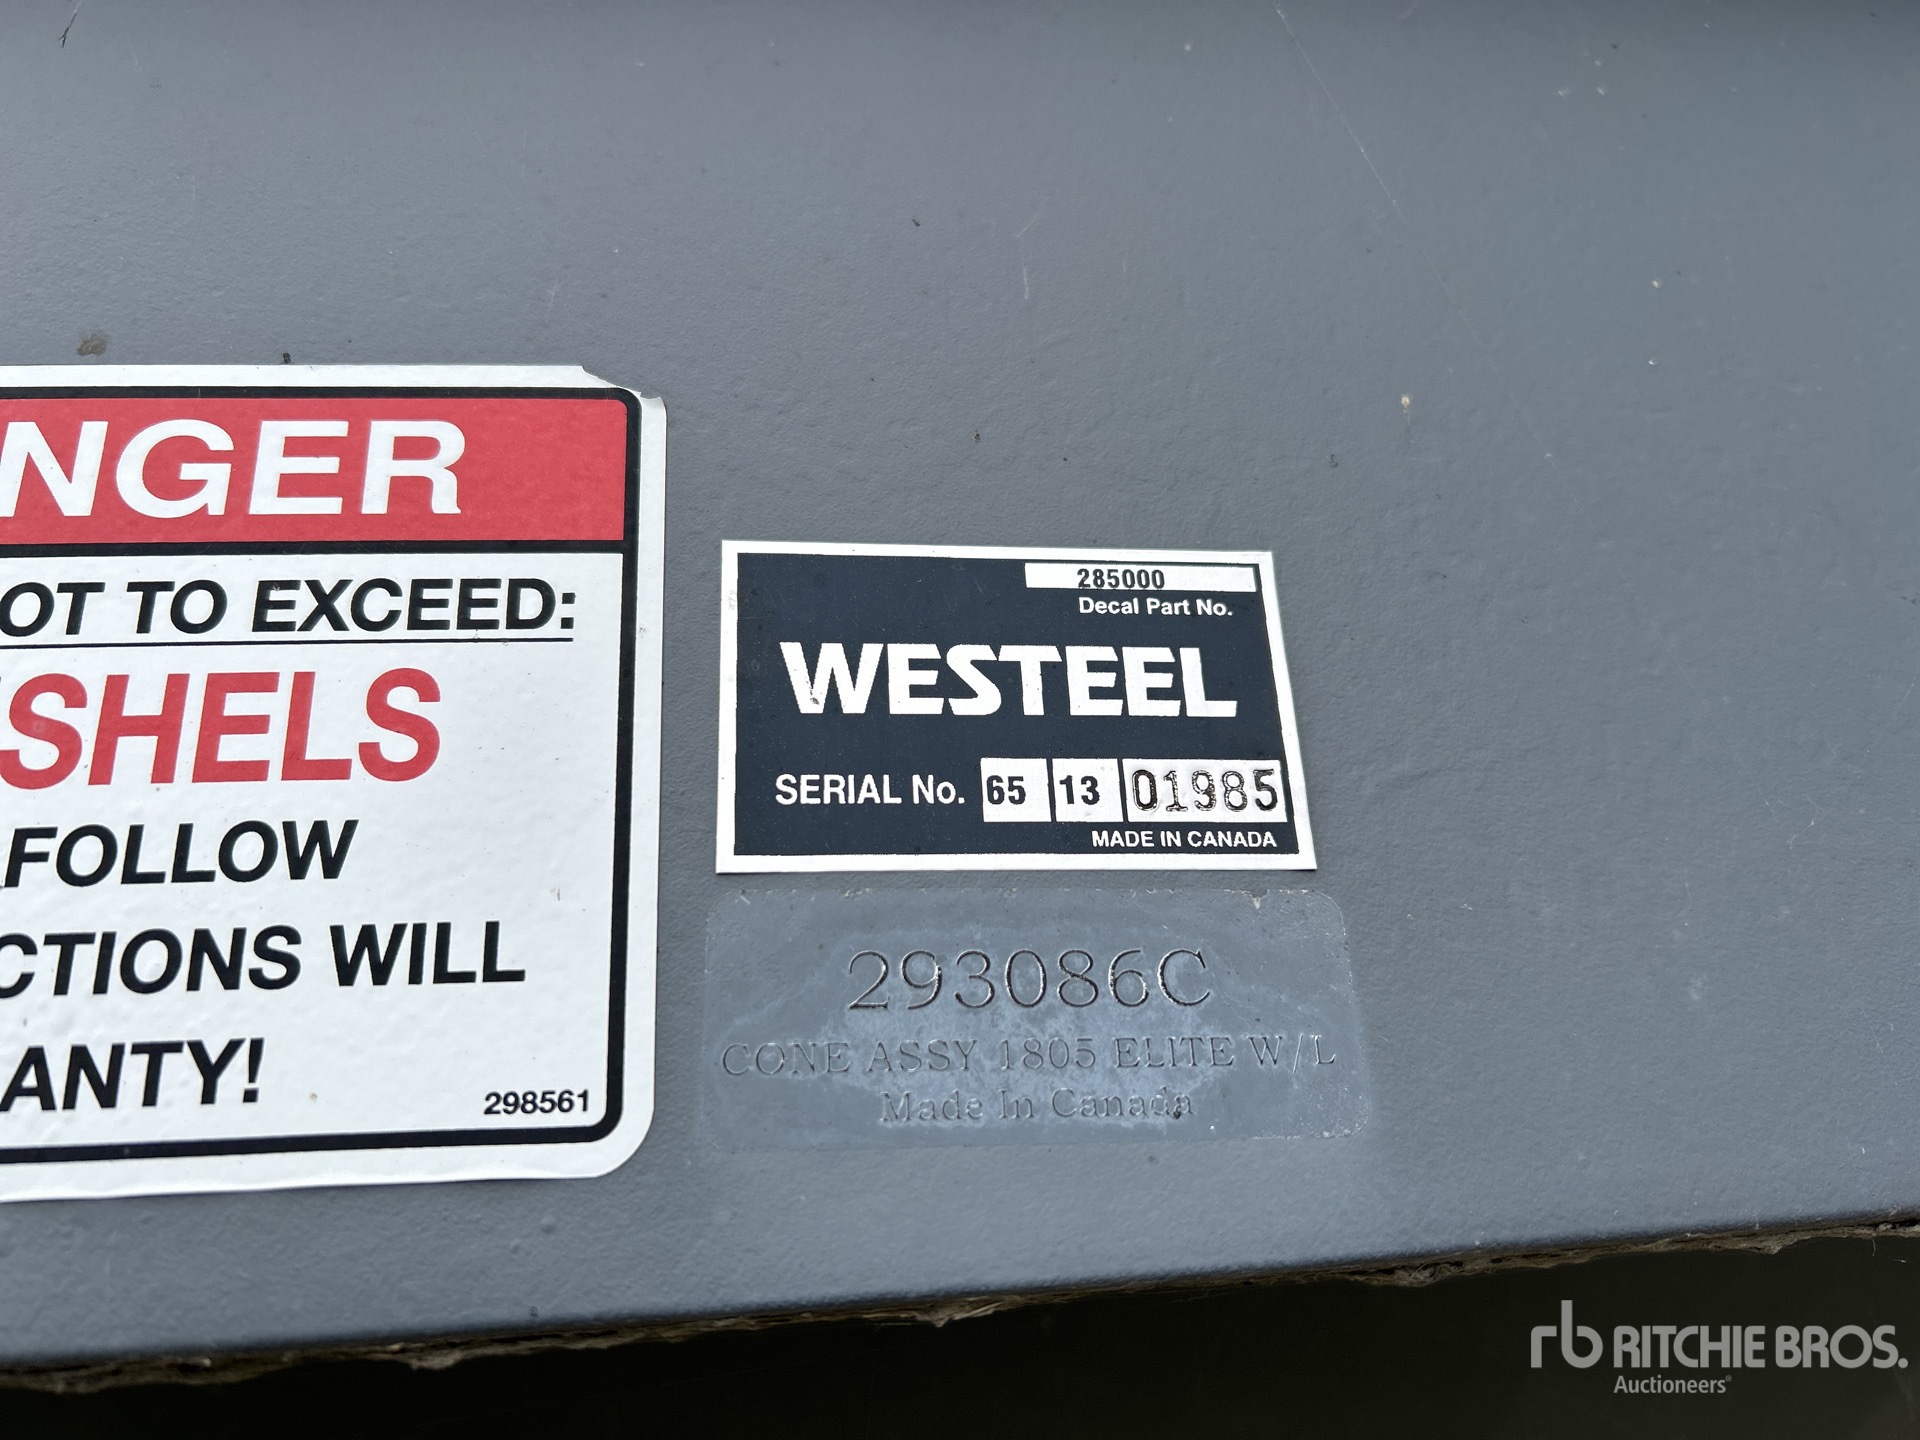 NGER
OT TO EXCEED:
SHELS
FOLLOW
CTIONS WILL
ANTY!
298561
285000
Decal Part No.
WESTEEL
SERIAL No. 65 13 01985
MADE IN CANADA
293086C
CONE ASSY 1805 ELITE W/L
Made In Canada
rb RITCHIE BROS.
Auctioneers